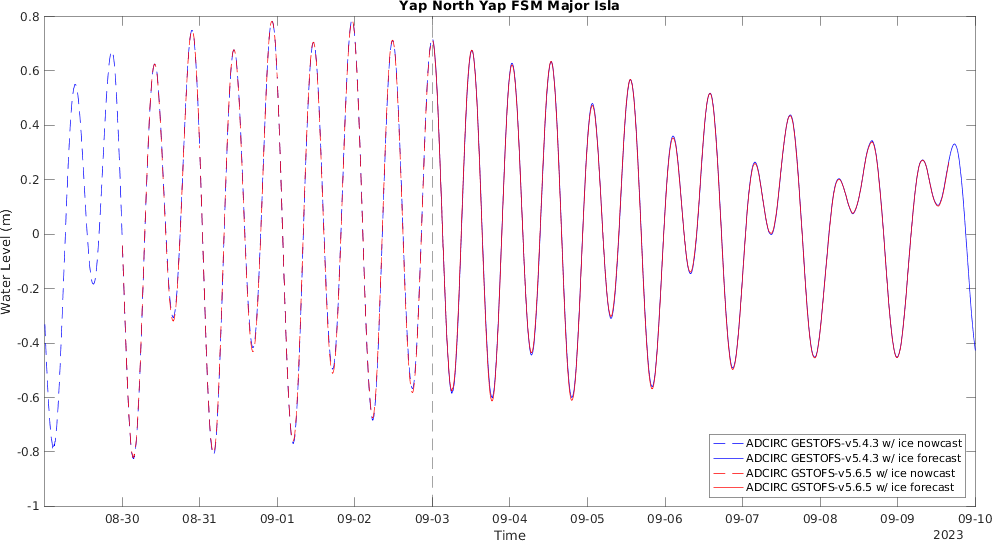 Yap North Yap FSM Major Isla
Water Level (m)
0.8
0.6
0.4
0.2
0
-0.2
-0.4
-0.6
-0.8
-1
ADCIRC GESTOFS-v5.4.3 w/ ice nowcast
ADCIRC GESTOFS-v5.4.3 w/ ice forecast
ADCIRC GSTOFS-v5.6.5 w/ ice nowcast
ADCIRC GSTOFS-v5.6.5 w/ ice forecast
08-30 08-31 09-01 09-02 09-03 09-04 09-05 09-06 09-07 09-08 09-09 09-10
Time
2023